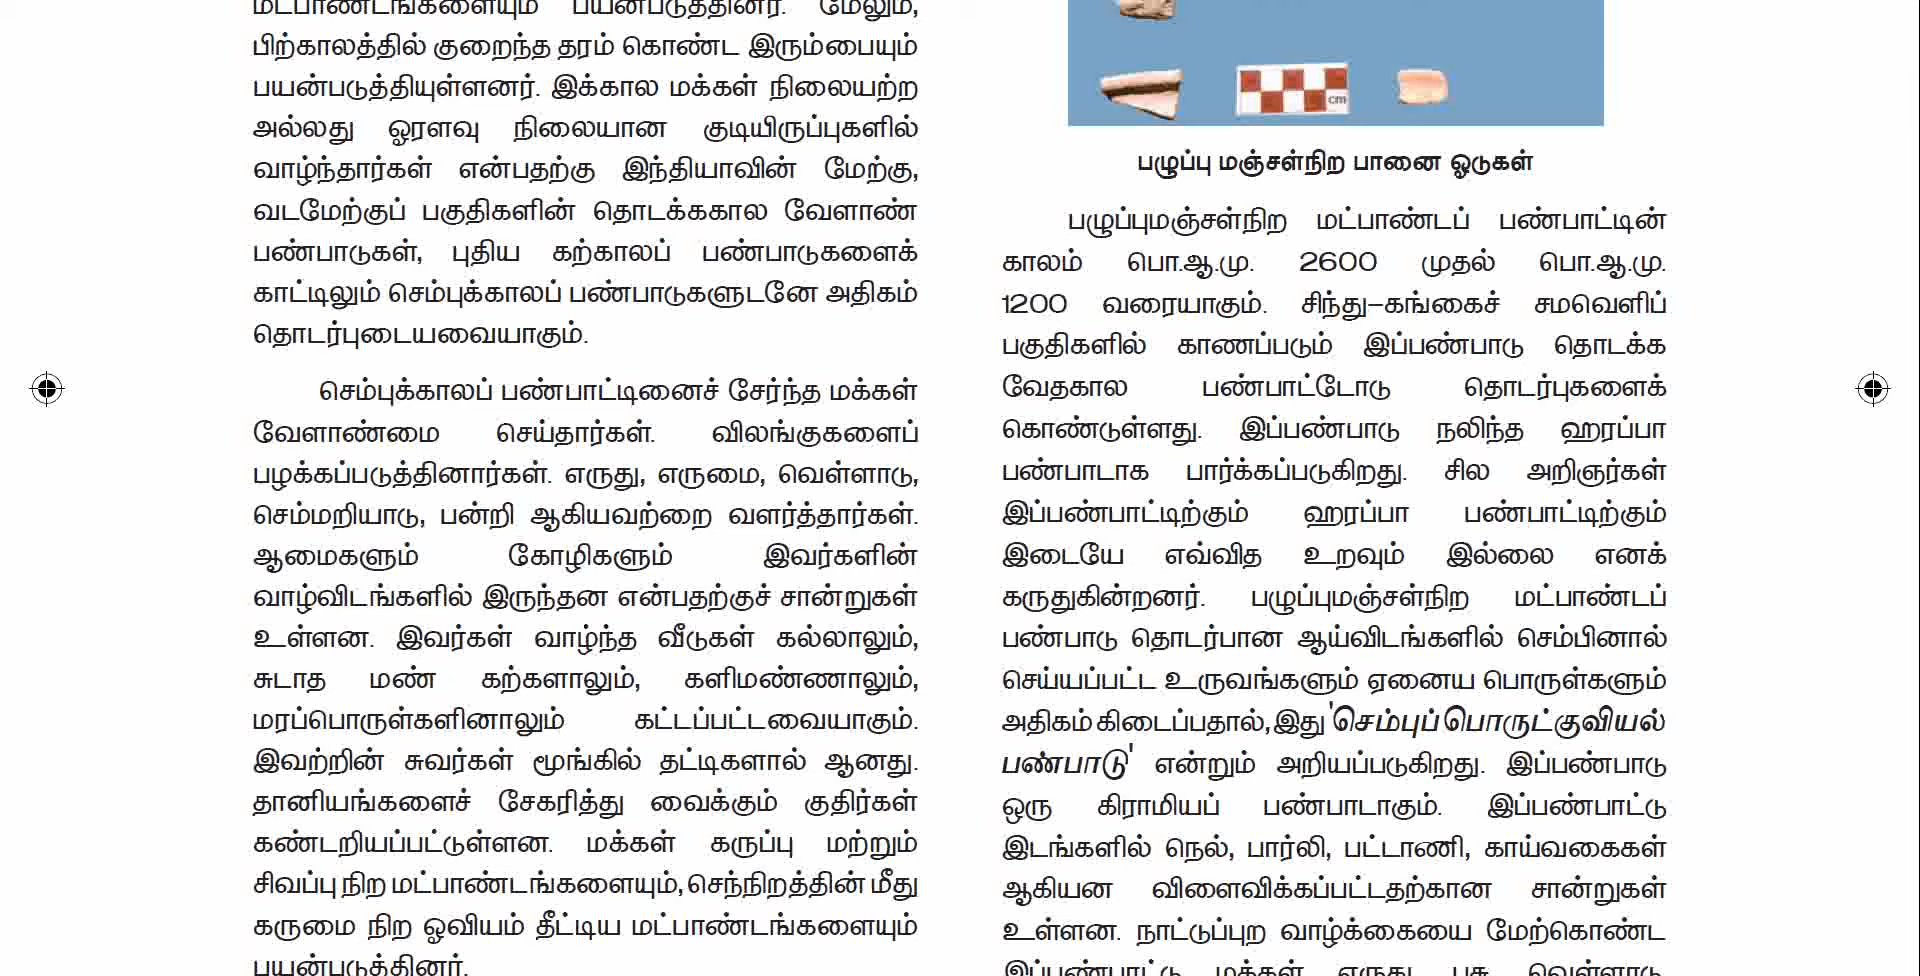 மட்பாண்டங்களையும் பயன்படுத்தினர். மேலும்,
பிற்காலத்தில் குறைந்த தரம் கொண்ட இரும்பையும்
பயன்படுத்தியுள்ளனர். இக்கால மக்கள் நிலையற்ற
அல்லது ஓரளவு நிலையான குடியிருப்புகளில்
வாழ்ந்தார்கள் என்பதற்கு இந்தியாவின் மேற்கு,
வடமேற்குப் பகுதிகளின் தொடக்ககால வேளாண்
பண்பாடுகள், புதிய கற்காலப் பண்பாடுகளைக்
காட்டிலும் செம்புக்காலப் பண்பாடுகளுடனே அதிகம்
தொடர்புடையவையாகும்.
செம்புக்காலப் பண்பாட்டினைச் சேர்ந்த மக்கள்
வேளாண்மை செய்தார்கள். விலங்குகளைப்
பழக்கப்படுத்தினார்கள். எருது, எருமை, வெள்ளாடு,
செம்மறியாடு, பன்றி ஆகியவற்றை வளர்த்தார்கள்.
ஆமைகளும் கோழிகளும் இவர்களின்
வாழ்விடங்களில் இருந்தன என்பதற்குச் சான்றுகள்
உள்ளன. இவர்கள் வாழ்ந்த வீடுகள் கல்லாலும்,
சுடாத மண் கற்களாலும், களிமண்ணாலும்,
மரப்பொருள்களினாலும் கட்டப்பட்டவையாகும்.
இவற்றின் சுவர்கள் மூங்கில் தட்டிகளால் ஆனது.
தானியங்களைச் சேகரித்து வைக்கும் குதிர்கள்
கண்டறியப்பட்டுள்ளன. மக்கள் கருப்பு மற்றும்
சிவப்பு நிற மட்பாண்டங்களையும், செந்நிறத்தின் மீது
கருமை நிற ஓவியம் தீட்டிய மட்பாண்டங்களையும்
பயன்படுத்தினர்.
cm
பழுப்பு மஞ்சள்நிற பானை ஓடுகள்
பழுப்புமஞ்சள்நிற மட்பாண்டப் பண்பாட்டின்
காலம் பொ.ஆ.மு. 2600 முதல் பொ.ஆ.மு.
1200 வரையாகும். சிந்து-கங்கைச் சமவெளிப்
பகுதிகளில் காணப்படும் இப்பண்பாடு தொடக்க
வேதகால பண்பாட்டோடு தொடர்புகளைக்
கொண்டுள்ளது. இப்பண்பாடு நலிந்த ஹரப்பா
பண்பாடாக பார்க்கப்படுகிறது. சில அறிஞர்கள்
இப்பண்பாட்டிற்கும் ஹரப்பா பண்பாட்டிற்கும்
இடையே எவ்வித உறவும் இல்லை எனக்
கருதுகின்றனர். பழுப்புமஞ்சள்நிற மட்பாண்டப்
பண்பாடு தொடர்பான ஆய்விடங்களில் செம்பினால்
செய்யப்பட்ட உருவங்களும் ஏனைய பொருள்களும்
அதிகம் கிடைப்பதால், இது 'செம்புப் பொருட்குவியல்
பண்பாடு' என்றும் அறியப்படுகிறது. இப்பண்பாடு
ஒரு கிராமியப் பண்பாடாகும். இப்பண்பாட்டு
இடங்களில் நெல், பார்லி, பட்டாணி, காய்வகைகள்
ஆகியன விளைவிக்கப்பட்டதற்கான சான்றுகள்
உள்ளன. நாட்டுப்புற வாழ்க்கையை மேற்கொண்ட
இப்பண்பாட்டு மக்கள் எருது, பசு, வெள்ளாடு,